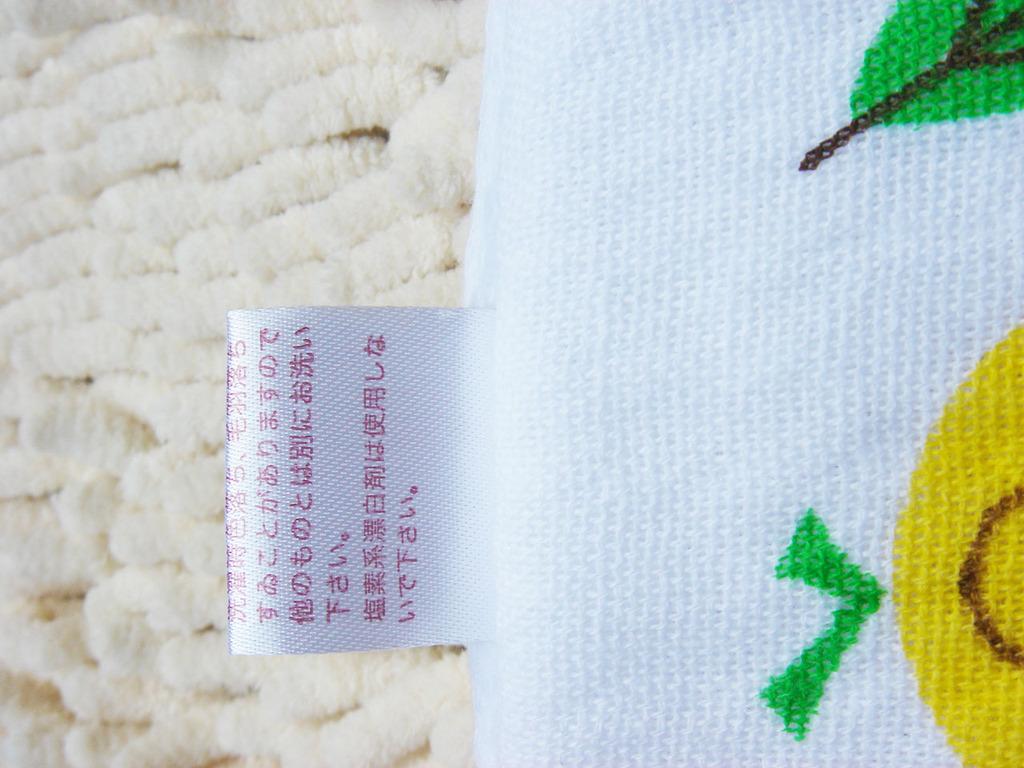 洗濯時色落ち、毛羽落ち
すゐことがありますので
他のものとは別にお洗い
下さい。
塩素系漂白剤は使用しな
いで下さい。